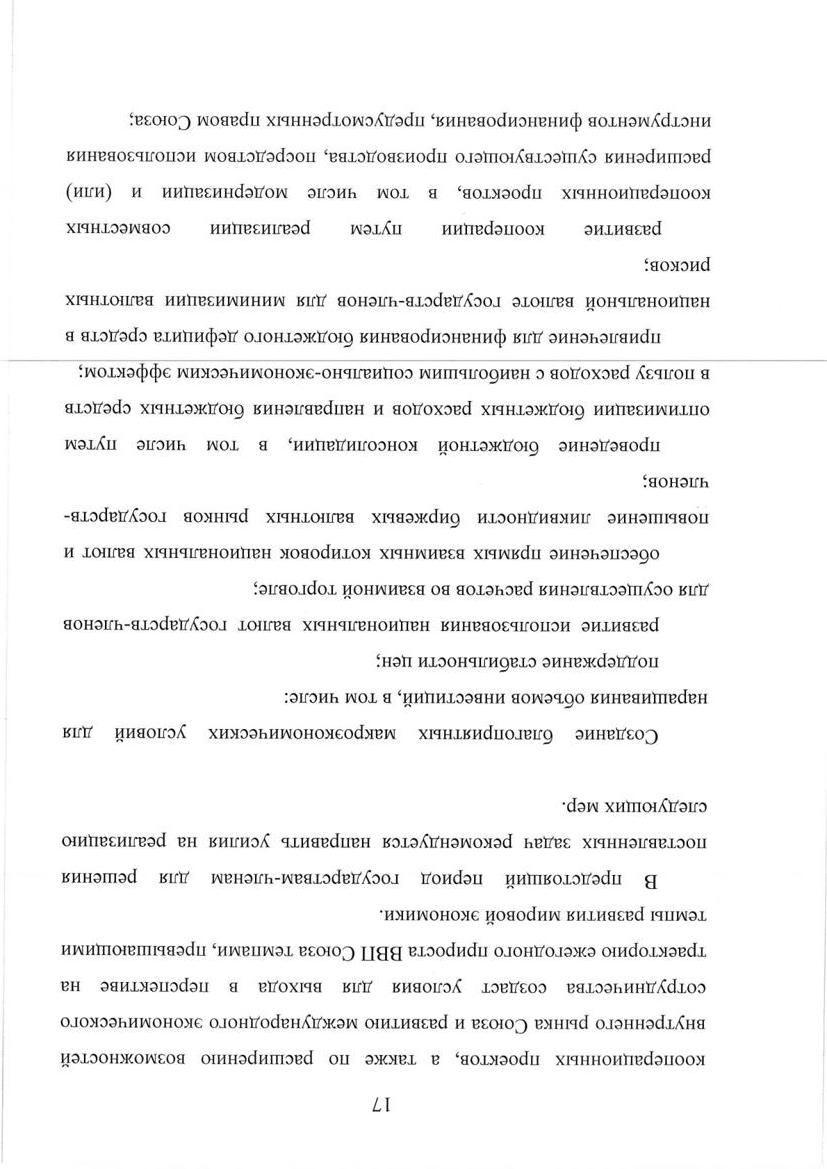 17
кооперационных проектов, а также по расширению возможностей
внутреннего рынка Союза и развитию международного экономического
сотрудничества создаст условия для выхода в перспективе на
траекторию ежегодного прироста ВВП Союза темпами, превышающими
темпы развития мировой экономики.
В предстоящий период государствам-членам для решения
поставленных задач рекомендуется направить усилия на реализацию
следующих мер.
Создание благоприятных макроэкономических условий для
наращивания объемов инвестиций, в том числе:
поддержание стабильности цен;
развитие использования национальных валют государств-членов
для осуществления расчетов во взаимной торговле;
обеспечение прямых взаимных котировок национальных валют и
повышение ликвидности биржевых валютных рынков государств-
членов;
проведение бюджетной консолидации, в том числе путем
оптимизации бюджетных расходов и направления бюджетных средств
в пользу расходов с наибольшим социально-экономическим эффектом;
привлечение для финансирования бюджетного дефицита средств в
национальной валюте государств-членов для минимизации валютных
рисков;
развитие кооперации путем реализации совместных
кооперационных проектов, в том числе модернизации и (или)
расширения существующего производства, посредством использования
инструментов финансирования, предусмотренных правом Союза;